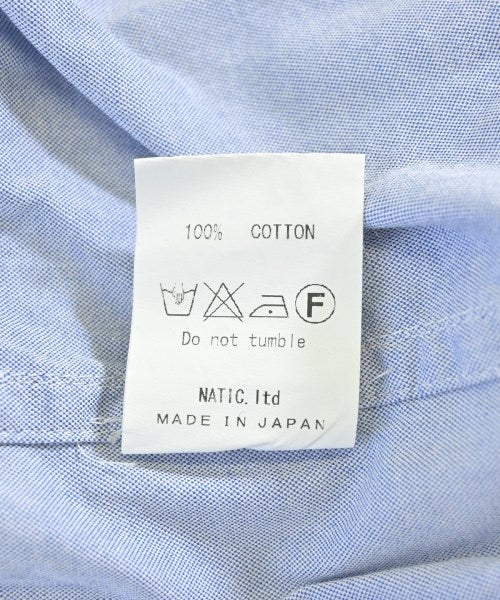 100% COTTON
F
Do not tumble
NATIC.ltd
MADE IN JAPAN